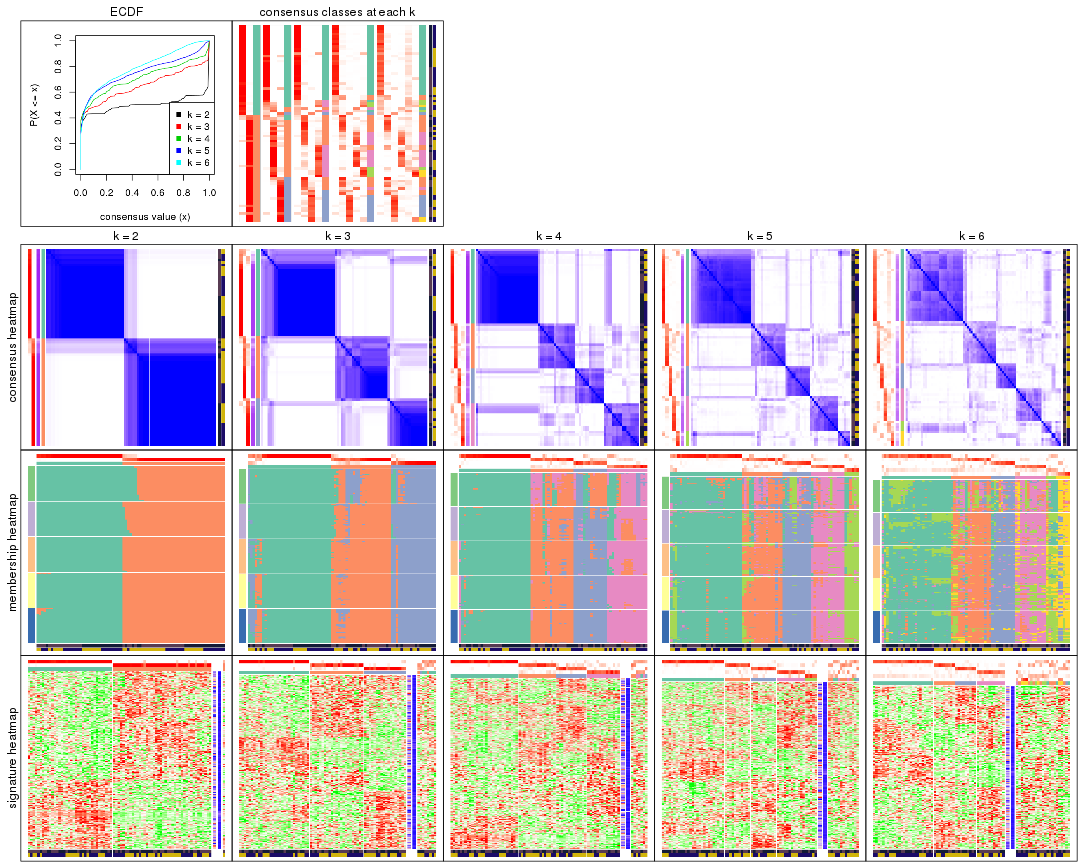 ECDF
consensus classes at each k
P(X <= x)
0.0 0.2 0.4 0.6 0.8 1.0
k = 2
k = 3
k = 4
k = 5
k = 6
0.0 0.2 0.4 0.6 0.8 1.0
consensus value (x)
k = 2 k = 3 k = 4 k = 5 k = 6
consensus heatmap
membership heatmap
signature heatmap